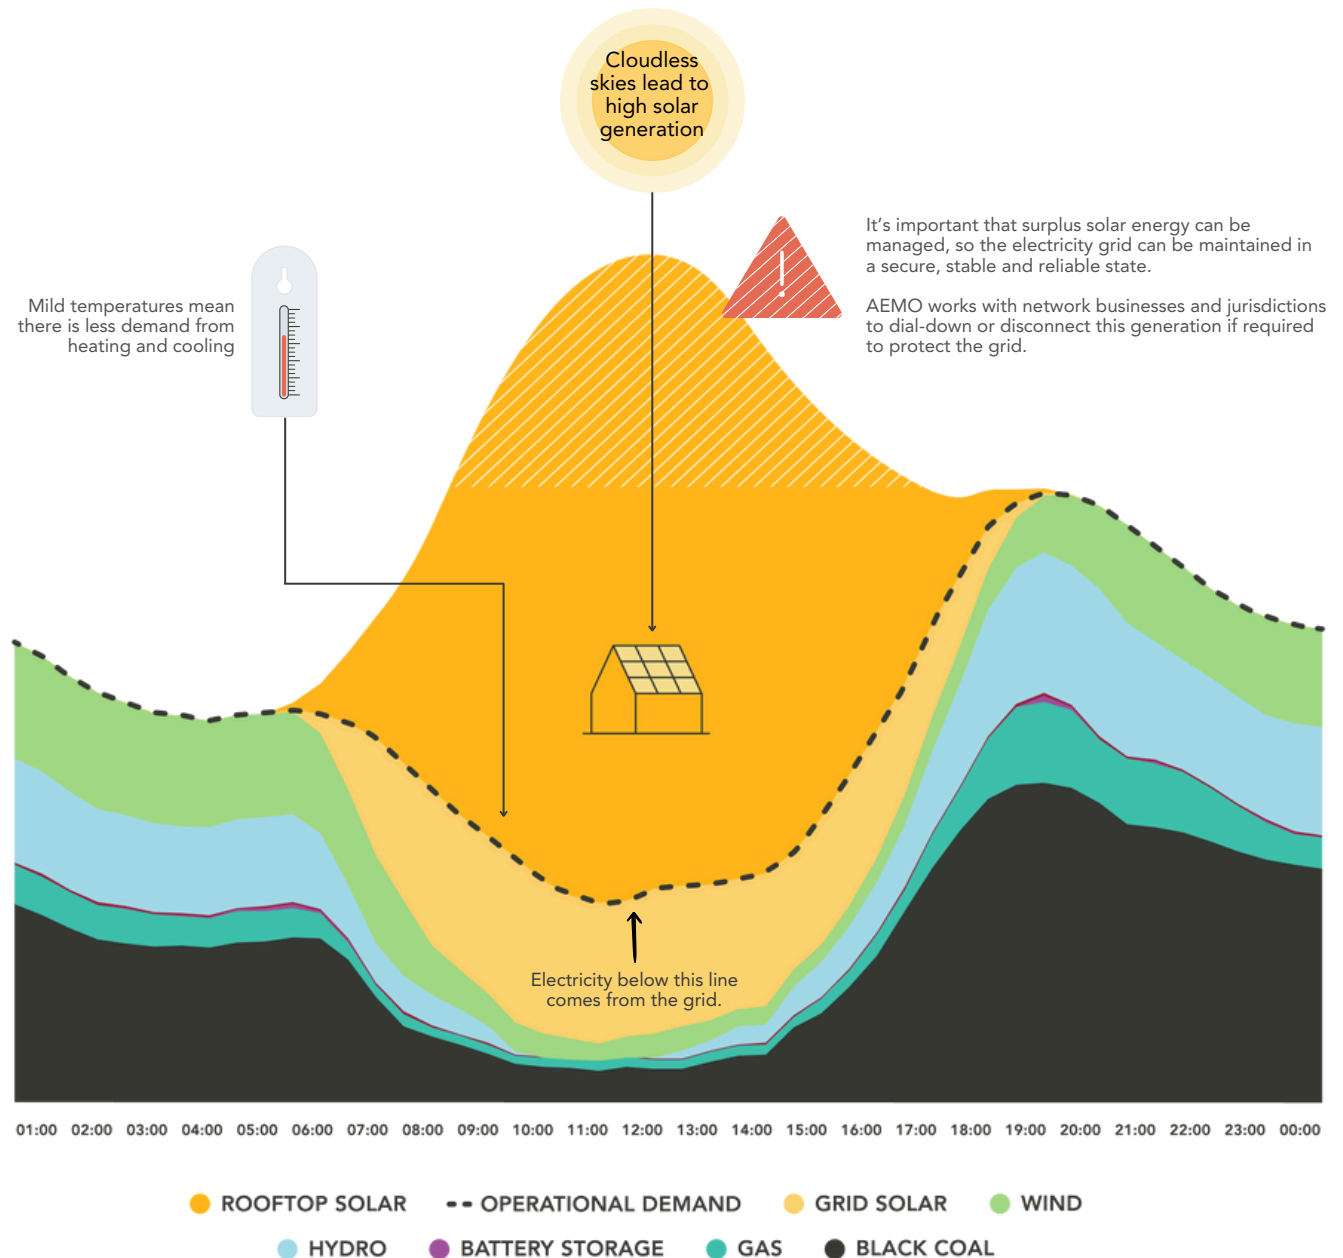 Cloudless
skies lead to
high solar
generation
It's important that surplus solar energy can be
managed, so the electricity grid can be maintained in
a secure, stable and reliable state.
AEMO works with network businesses and jurisdictions
to dial-down or disconnect this generation if required
to protect the grid.
Mild temperatures mean
there is less demand from
heating and cooling
!
Electricity below this line
comes from the grid.
01:00 02:00 03:00 04:00 05:00 06:00 07:00 08:00 09:00 10:00 11:00 12:00 13:00 14:00 15:00 16:00 17:00 18:00 19:00 20:00 21:00 22:00 23:00 00:00
ROOFTOP SOLAR OPERATIONAL DEMAND GRID SOLAR WIND
HYDRO BATTERY STORAGE GAS BLACK COAL